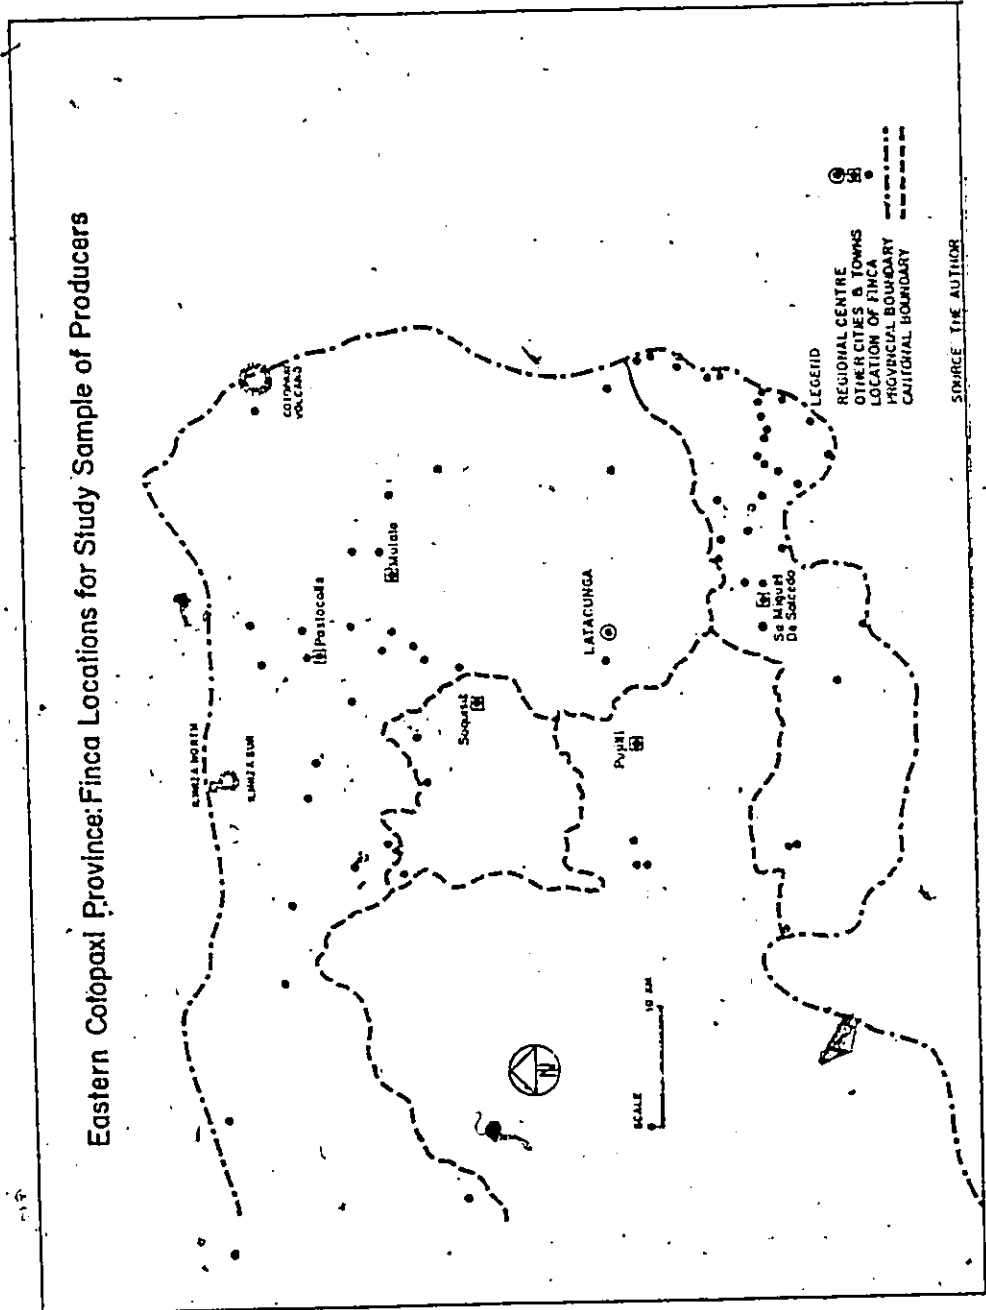 Eastern Cotopaxi Province: Finca Locations for Study Sample of Producers
ILINIZA NORTH
ILINIZA SUR
COTOPAXI
VOLCANO
Pastocalle
Mulalo
Saquisili
LATACUNGA
Pujili
Sa Miguel
De Salcedo
N
SCALE
10 KM
LEGEND
REGIONAL CENTRE
OTHER CITIES & TOWNS
LOCATION OF FINCA
PROVINCIAL BOUNDARY
CANTONAL BOUNDARY
SOURCE THE AUTHOR